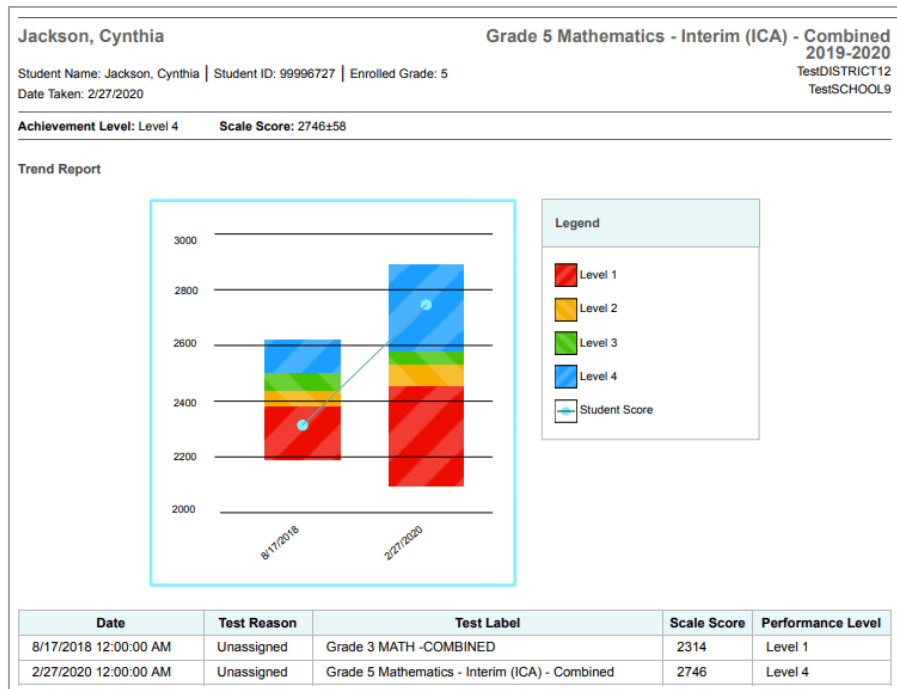 Jackson, Cynthia
Grade 5 Mathematics - Interim (ICA) - Combined
2019-2020
Student Name: Jackson, Cynthia | Student ID: 99996727 | Enrolled Grade: 5
TestDISTRICT12
Date Taken: 2/27/2020
TestSCHOOL9
Achievement Level: Level 4 Scale Score: 2746±58
Trend Report
3000
2800
2600
2400
2200
2000
8/17/2018
2/27/2020
Legend
Level 1
Level 2
Level 3
Level 4
Student Score
Date Test Reason Test Label Scale Score Performance Level
8/17/2018 12:00:00 AM Unassigned Grade 3 MATH -COMBINED 2314 Level 1
2/27/2020 12:00:00 AM Unassigned Grade 5 Mathematics - Interim (ICA) - Combined 2746 Level 4